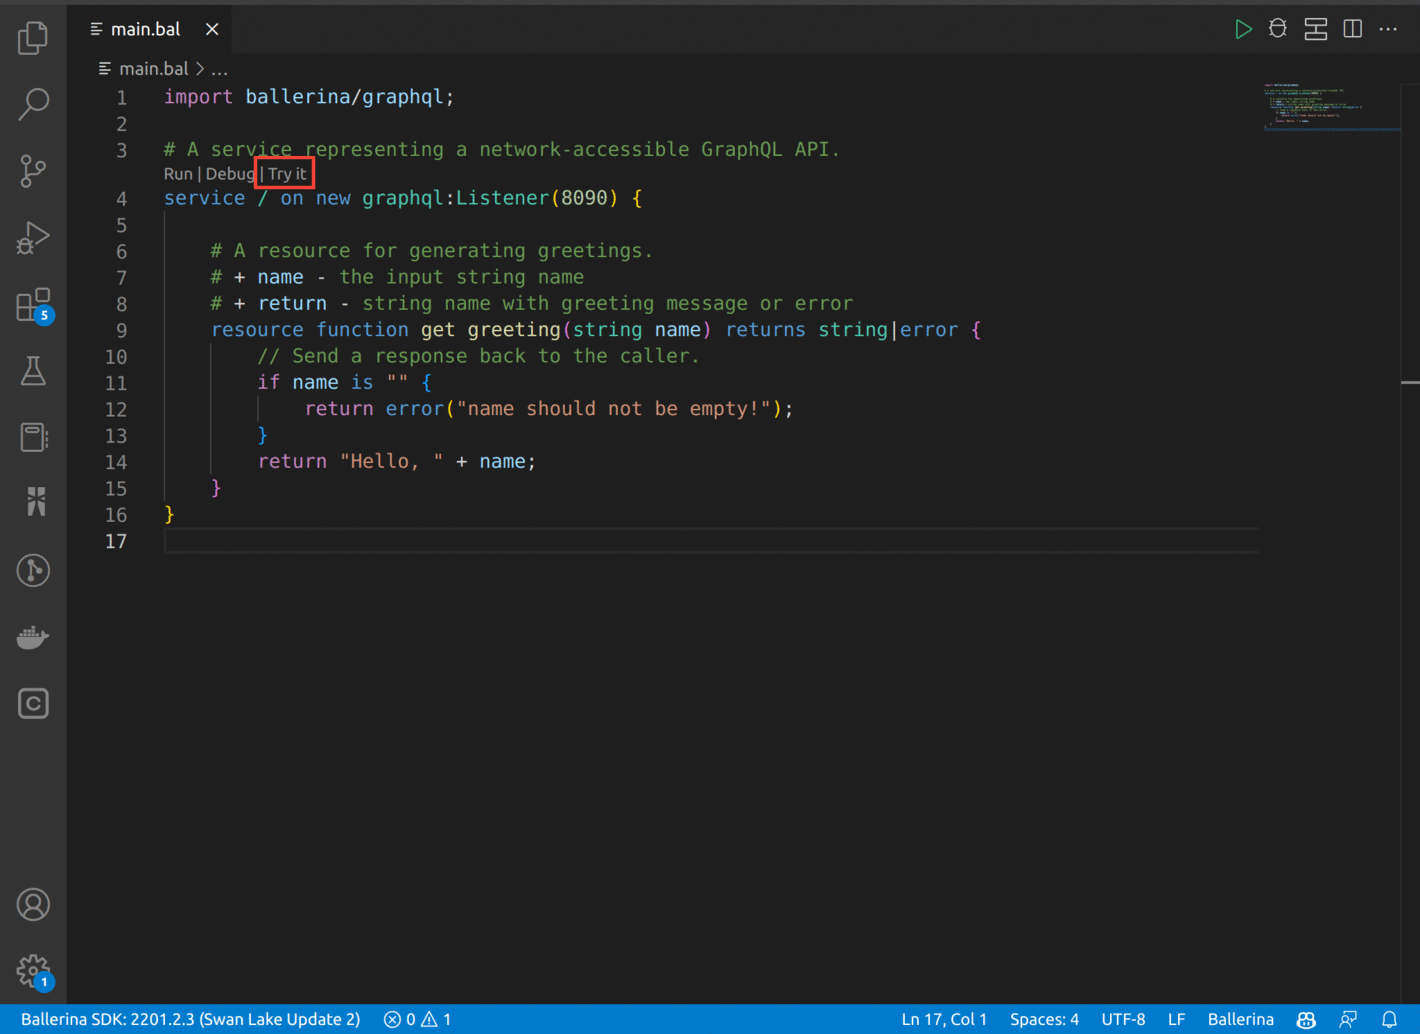 main.bal
main.bal > ...
1 import ballerina/graphql;
2
3 # A service representing a network-accessible GraphQL API.
Run | Debug | Try it
4 service / on new graphql:Listener(8090) {
5
6 # A resource for generating greetings.
7 # + name - the input string name
8 # + return - string name with greeting message or error
9 resource function get greeting(string name) returns string|error {
10 // Send a response back to the caller.
11 if name is "" {
12 return error("name should not be empty!");
13 }
14 return "Hello, " + name;
15 }
16 }
17
5
C
1
Ballerina SDK: 2201.2.3 (Swan Lake Update 2) 0 1 Ln 17, Col 1 Spaces: 4 UTF-8 LF Ballerina